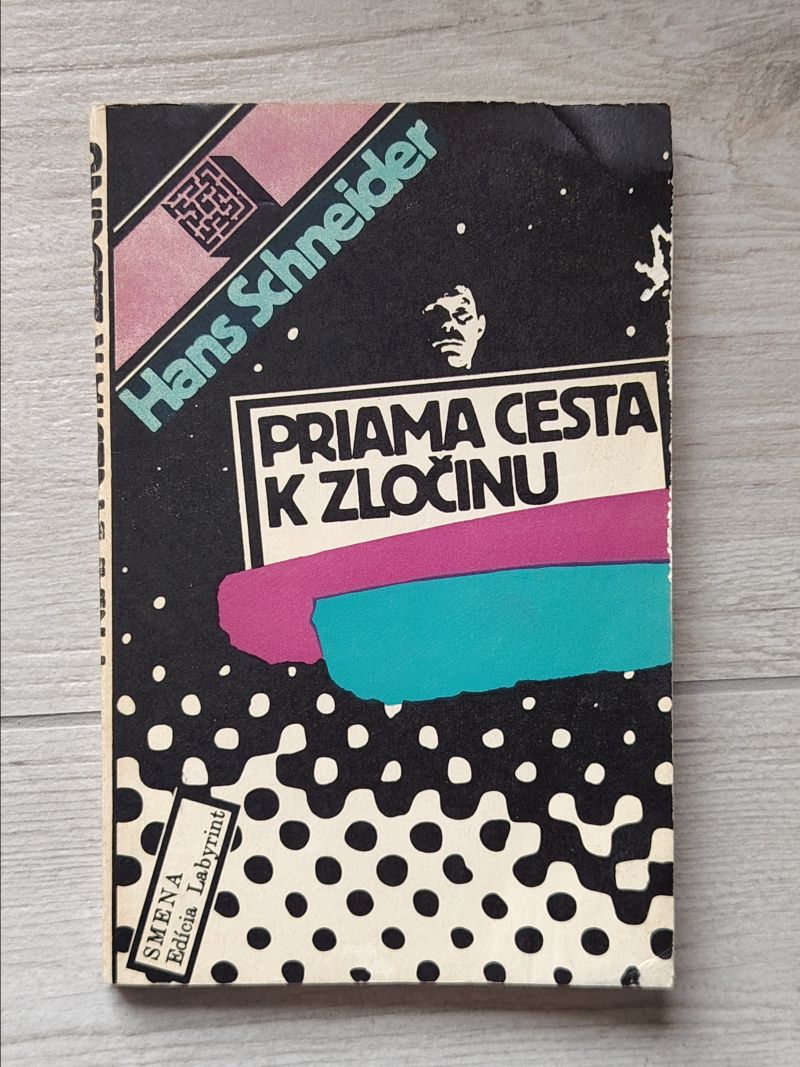 Hans Schneider
PRIAMA CESTA
K ZLOČINU
SMENA
Edícia Labyrint